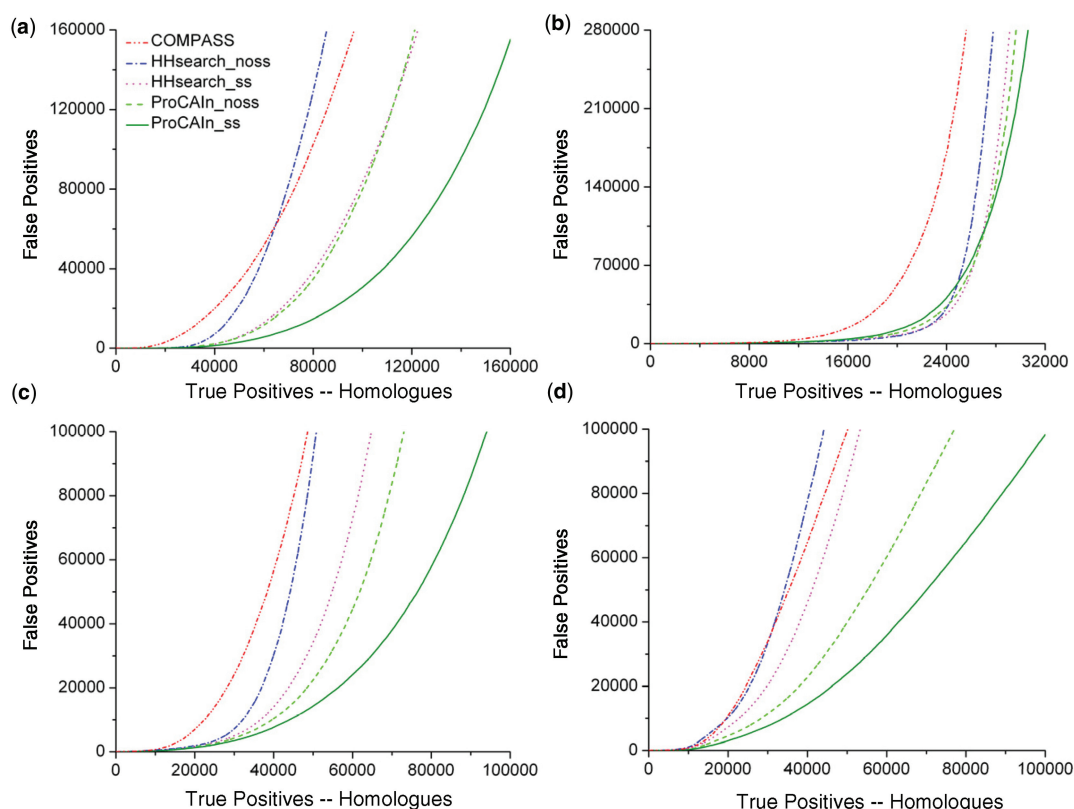 (a)
160000
120000
80000
40000
0
False Positives
COMPASS
HHsearch_noss
HHsearch_ss
ProCAIn_noss
ProCAIn_ss
0 40000 80000 120000 160000
True Positives -- Homologues
(b)
280000
210000
140000
70000
0
False Positives
0 8000 16000 24000 32000
True Positives -- Homologues
(c)
100000
80000
60000
40000
20000
0
False Positives
0 20000 40000 60000 80000 100000
True Positives -- Homologues
(d)
100000
80000
60000
40000
20000
0
False Positives
0 20000 40000 60000 80000 100000
True Positives -- Homologues